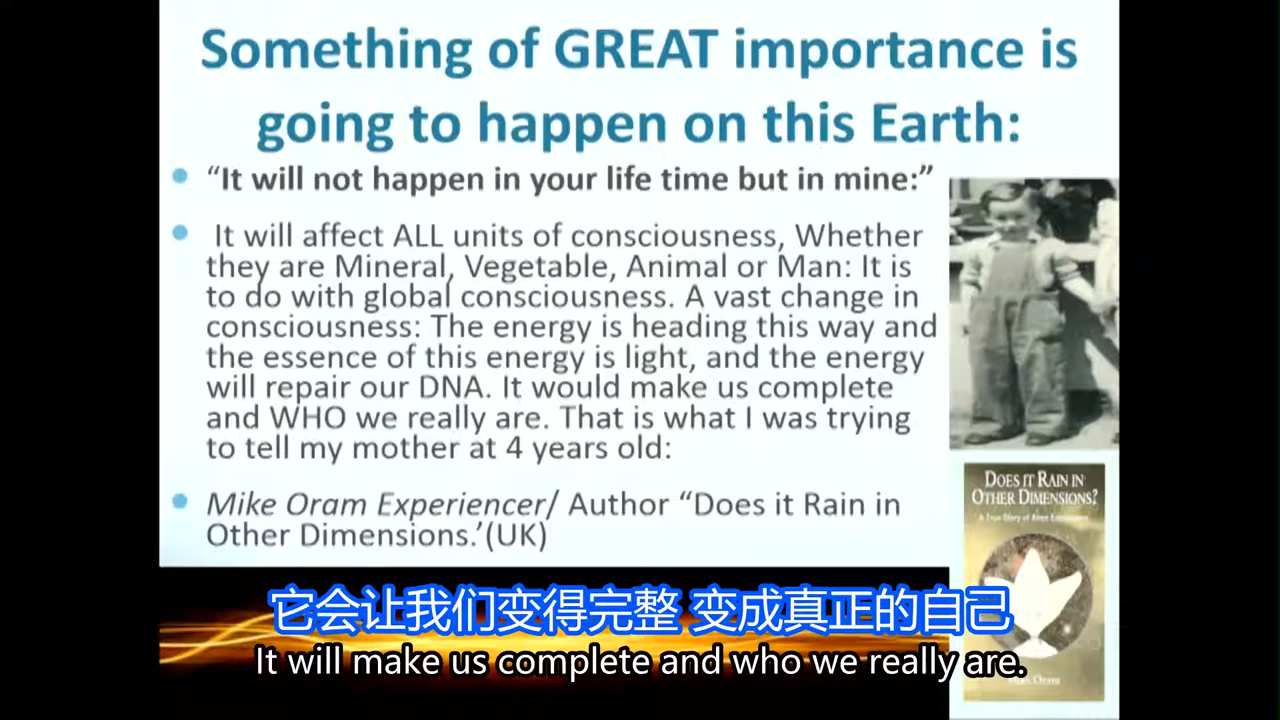 Something of GREAT importance is
going to happen on this Earth:
• “It will not happen in your life time but in mine:”
• It will affect ALL units of consciousness, Whether
they are Mineral, Vegetable, Animal or Man: It is
to do with global consciousness. A vast change in
consciousness: The energy is heading this way and
the essence of this energy is light, and the energy
will repair our DNA. It would make us complete
and WHO we really are. That is what I was trying
to tell my mother at 4 years old:
• Mike Oram Experiencer/ Author “Does it Rain in
Other Dimensions.’(UK)
DOES IT RAIN IN
OTHER DIMENSIONS?
A True Story of Alien
它会让我们变得完整 变成真正的自己
It will make us complete and who we really are.